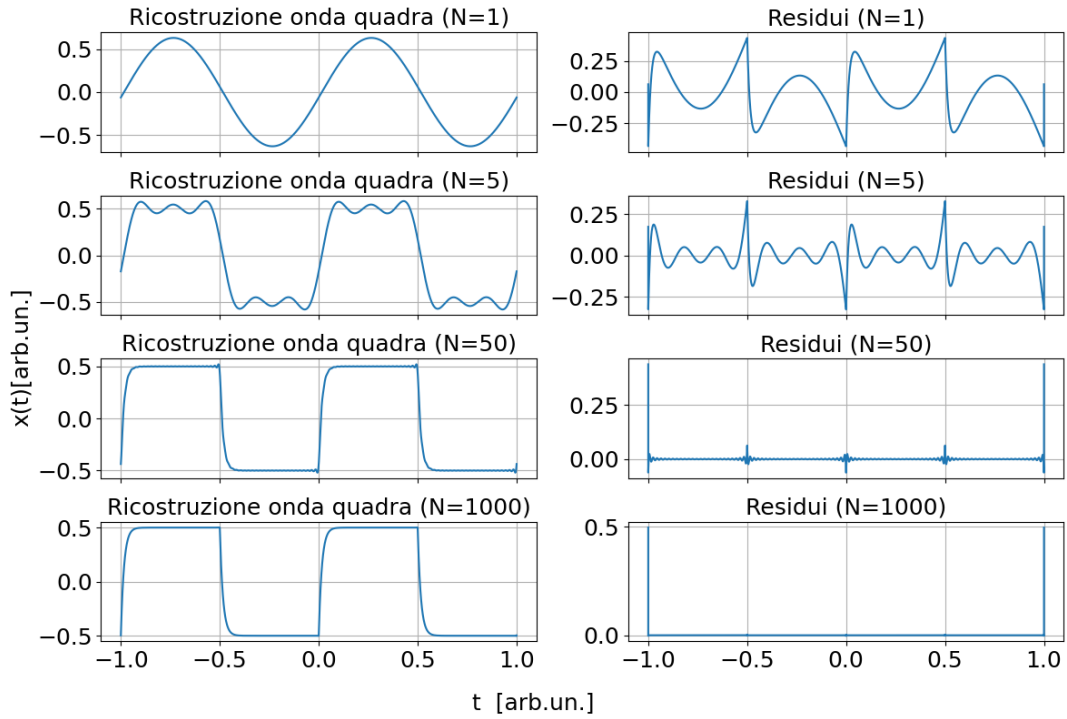 Ricostruzione onda quadra (N=1)
Residui (N=1)
0.5
0.0
−0.5
0.25
0.00
−0.25
Ricostruzione onda quadra (N=5)
Residui (N=5)
0.5
0.0
−0.5
0.25
0.00
−0.25
Ricostruzione onda quadra (N=50)
Residui (N=50)
0.5
0.0
−0.5
0.25
0.00
x(t)[arb.un.]
Ricostruzione onda quadra (N=1000)
Residui (N=1000)
0.5
0.0
−0.5
0.5
0.0
−1.0 −0.5 0.0 0.5 1.0
−1.0 −0.5 0.0 0.5 1.0
t [arb.un.]